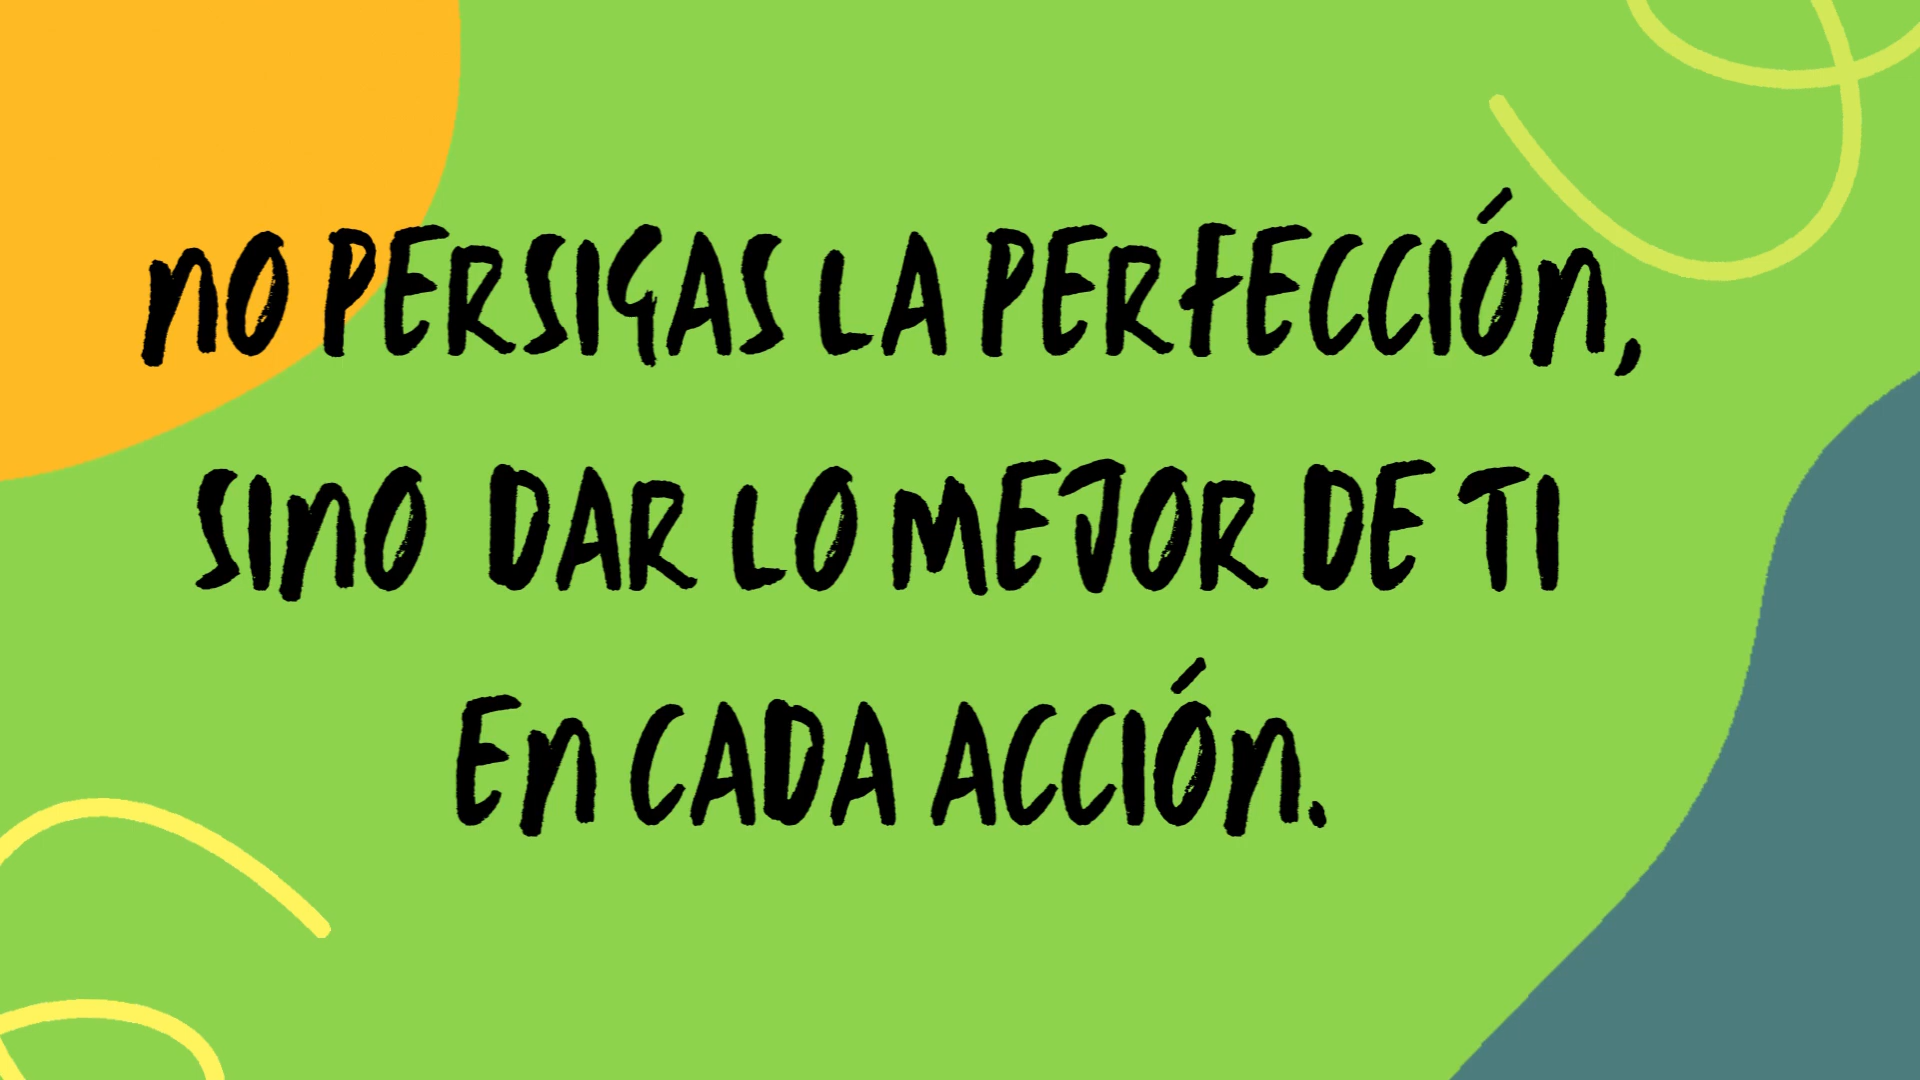 NO PERSIGAS LA PERFECCIÓN,
SINO DAR LO MEJOR DE TI
EN CADA ACCIÓN.